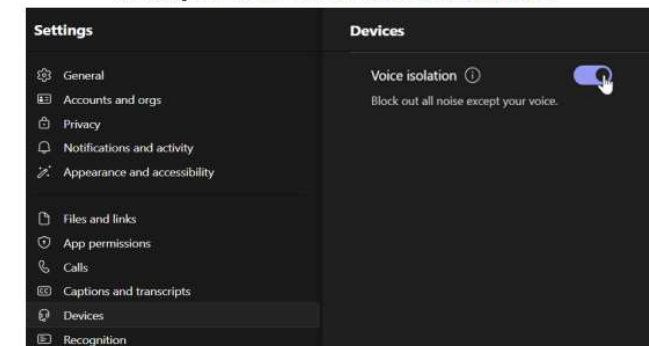 Settings
General
Accounts and orgs
Privacy
Notifications and activity
Appearance and accessibility
Files and links
App permissions
Calls
Captions and transcripts
Devices
Recognition
Devices
Voice isolation
Block out all noise except your voice.